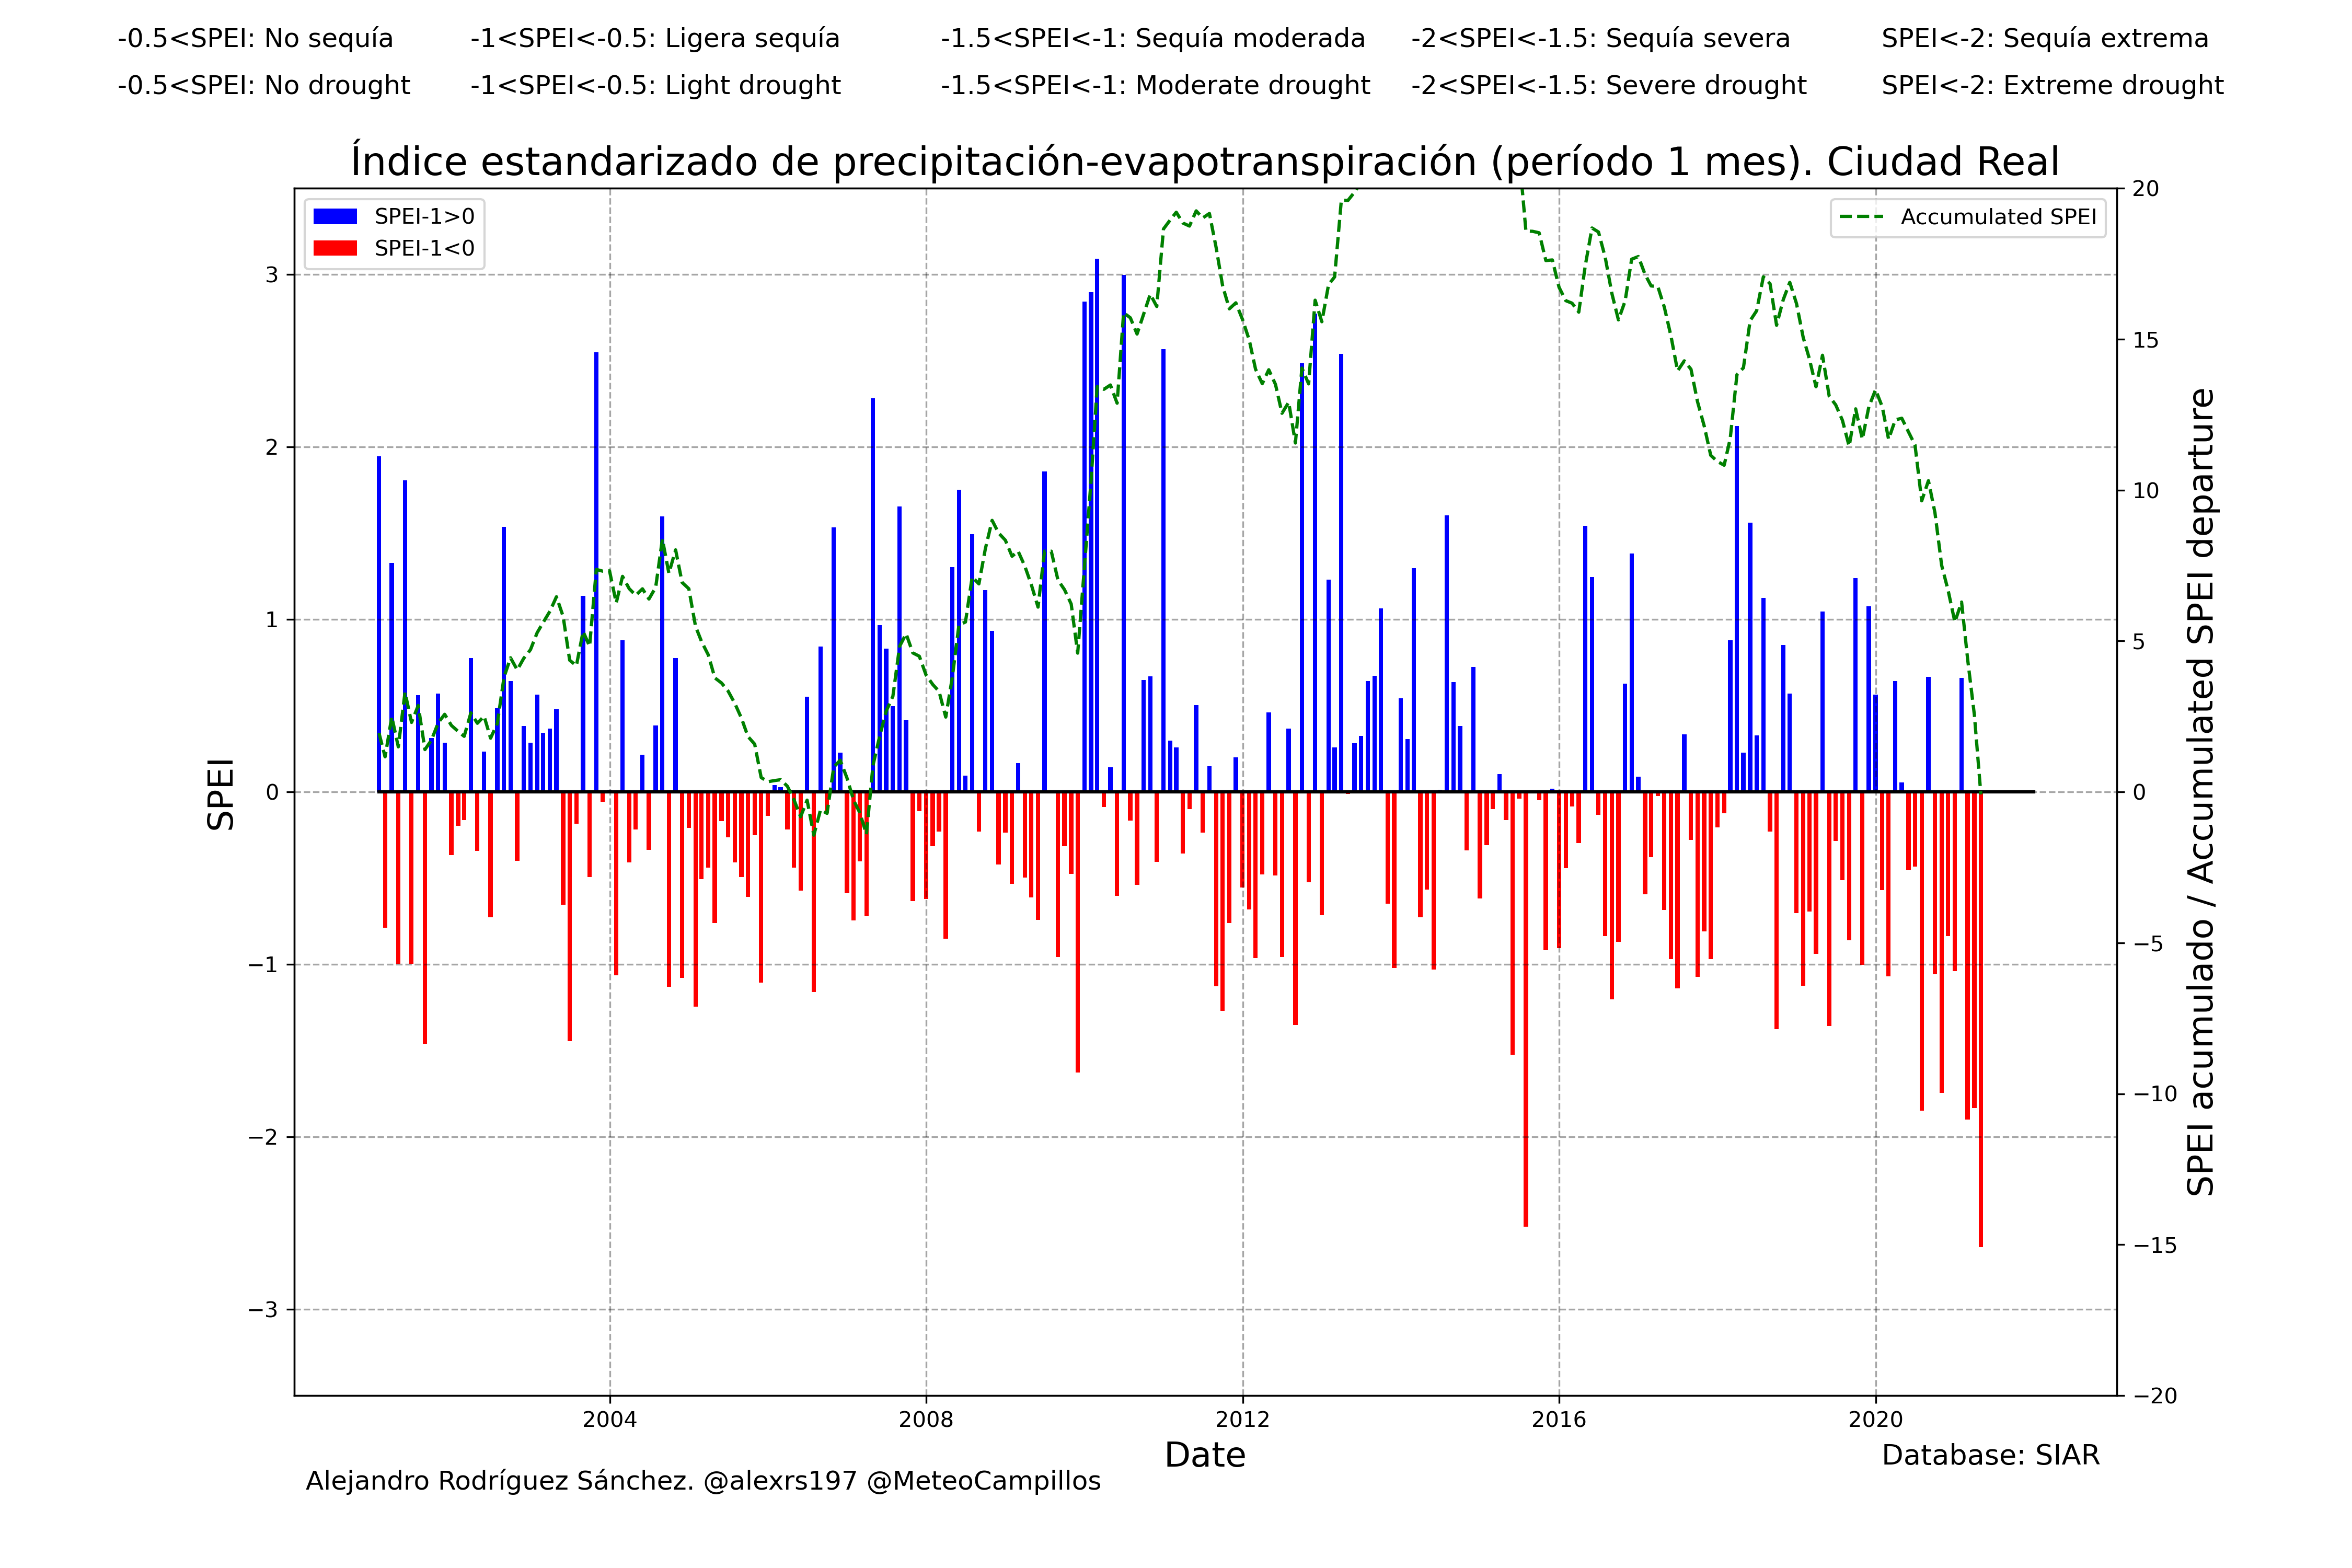 -0.5<SPEI: No sequía -1<SPEI<-0.5: Ligera sequía -1.5<SPEI<-1: Sequía moderada -2<SPEI<-1.5: Sequía severa SPEI<-2: Sequía extrema
-0.5<SPEI: No drought -1<SPEI<-0.5: Light drought -1.5<SPEI<-1: Moderate drought -2<SPEI<-1.5: Severe drought SPEI<-2: Extreme drought
Índice estandarizado de precipitación-evapotranspiración (período 1 mes). Ciudad Real
SPEI-1>0
SPEI-1<0
Accumulated SPEI
SPEI
3
2
1
0
−1
−2
−3
20
15
10
5
0
−5
−10
−15
−20
SPEI acumulado / Accumulated SPEI departure
2004 2008 2012 2016 2020
Date
Database: SIAR
Alejandro Rodríguez Sánchez. @alexrs197 @MeteoCampillos